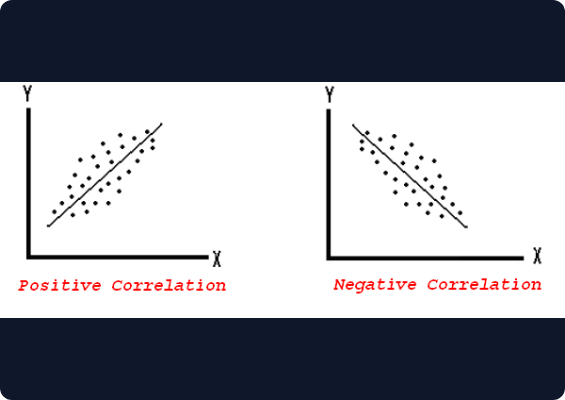 Y
X
Positive Correlation
Y
X
Negative Correlation